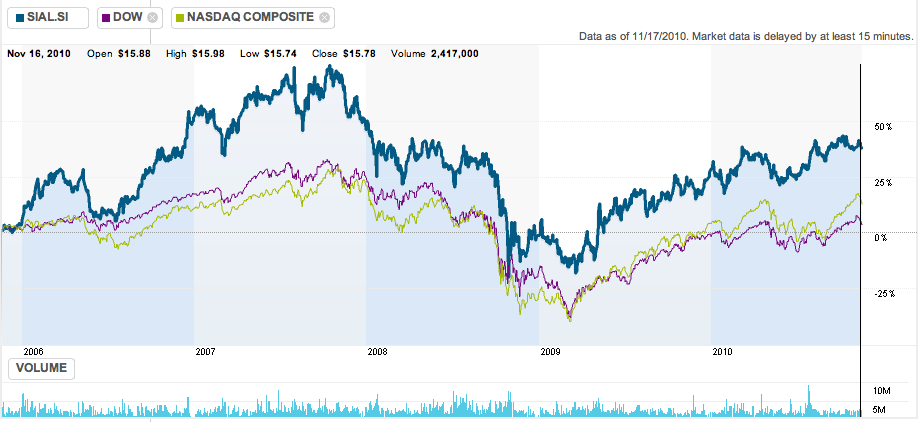 SIAL.SI DOW NASDAQ COMPOSITE
Data as of 11/17/2010. Market data is delayed by at least 15 minutes.
Nov 16, 2010 Open $15.88 High $15.98 Low $15.74 Close $15.78 Volume 2,417,000
50%
25%
0%
-25%
2006 2007 2008 2009 2010
VOLUME
10M
5M